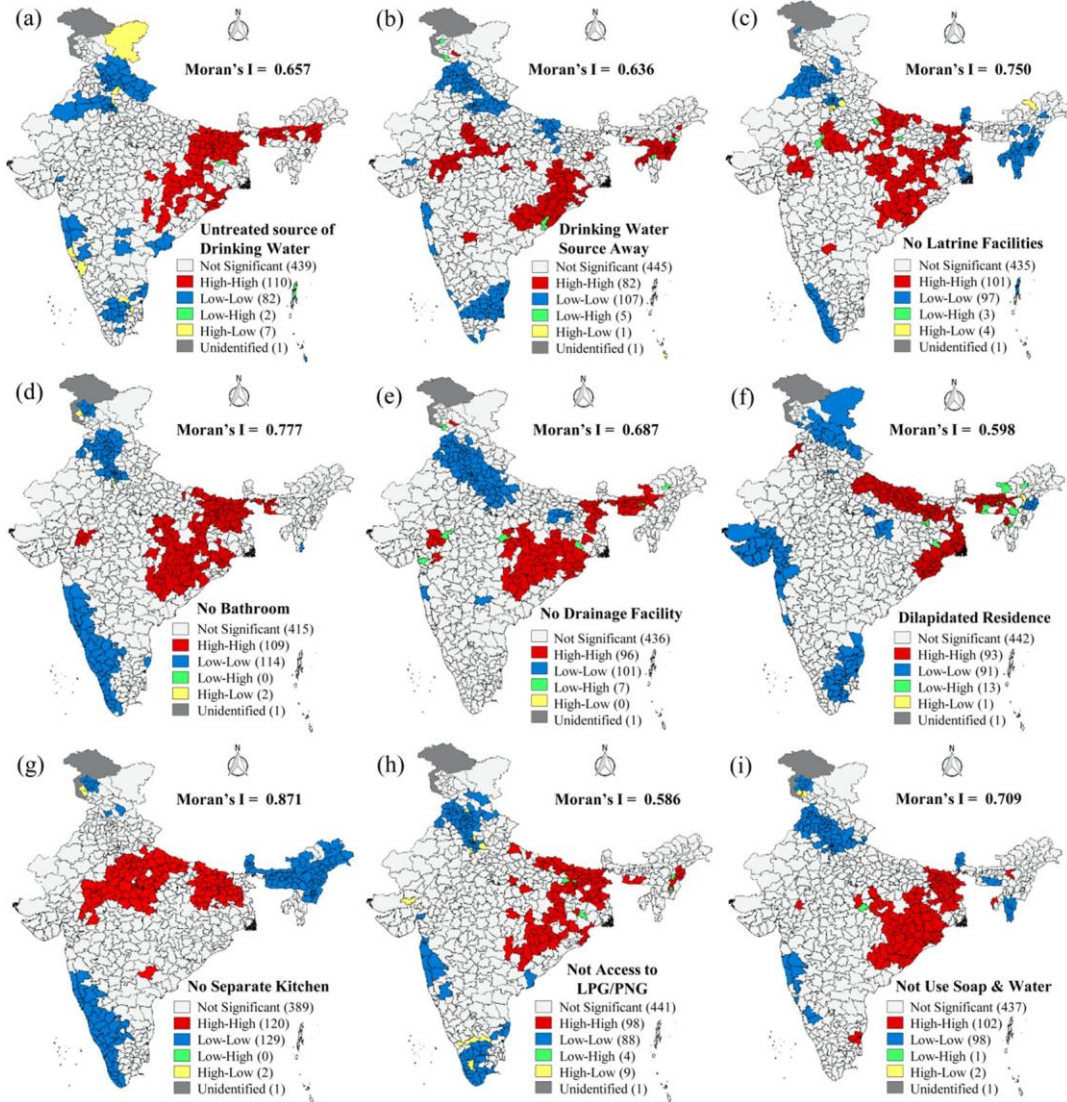 (a)
N
Moran's I = 0.657
Untreated source of
Drinking Water
Not Significant (439)
High-High (110)
Low-Low (82)
Low-High (2)
High-Low (7)
Unidentified (1)
(b)
N
Moran's I = 0.636
Drinking Water
Source Away
Not Significant (445)
High-High (82)
Low-Low (107)
Low-High (5)
High-Low (1)
Unidentified (1)
(c)
N
Moran's I = 0.750
No Latrine Facilities
Not Significant (435)
High-High (101)
Low-Low (97)
Low-High (3)
High-Low (4)
Unidentified (1)
(d)
N
Moran's I = 0.777
No Bathroom
Not Significant (415)
High-High (109)
Low-Low (114)
Low-High (0)
High-Low (2)
Unidentified (1)
(e)
N
Moran's I = 0.687
No Drainage Facility
Not Significant (436)
High-High (96)
Low-Low (101)
Low-High (7)
High-Low (0)
Unidentified (1)
(f)
N
Moran's I = 0.598
Dilapidated Residence
Not Significant (442)
High-High (93)
Low-Low (91)
Low-High (13)
High-Low (1)
Unidentified (1)
(g)
N
Moran's I = 0.871
No Separate Kitchen
Not Significant (389)
High-High (120)
Low-Low (129)
Low-High (0)
High-Low (2)
Unidentified (1)
(h)
N
Moran's I = 0.586
Not Access to
LPG/PNG
Not Significant (441)
High-High (98)
Low-Low (88)
Low-High (4)
High-Low (9)
Unidentified (1)
(i)
N
Moran's I = 0.709
Not Use Soap & Water
Not Significant (437)
High-High (102)
Low-Low (98)
Low-High (1)
High-Low (2)
Unidentified (1)